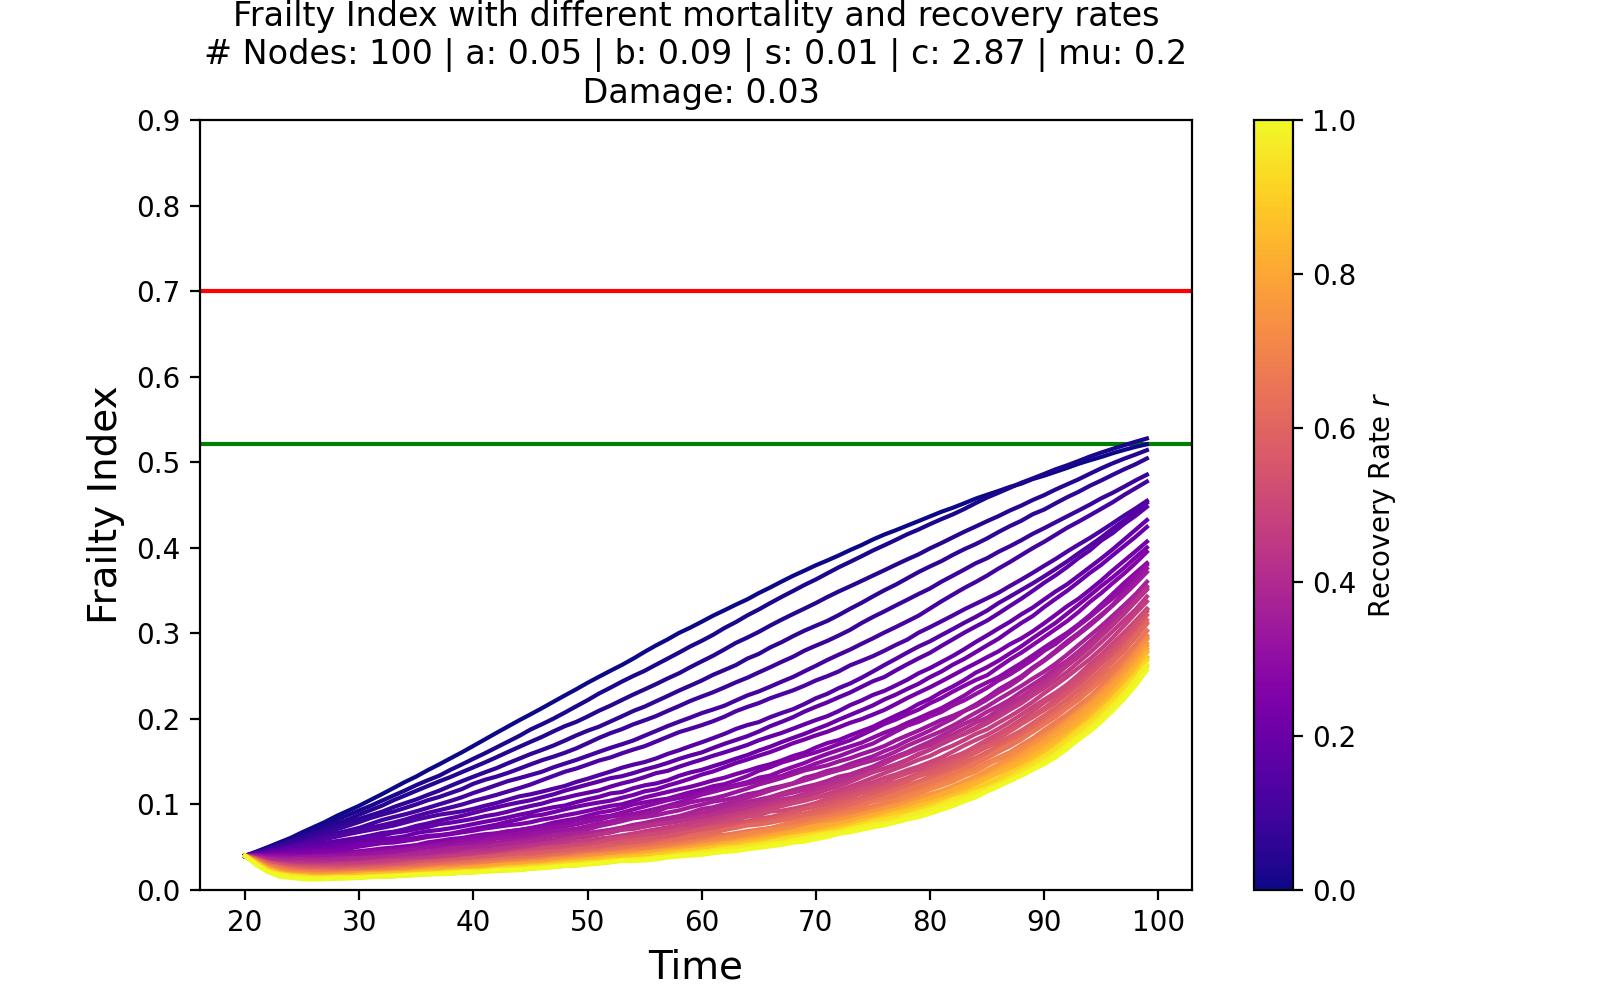 Frailty Index with different mortality and recovery rates
# Nodes: 100 | a: 0.05 | b: 0.09 | s: 0.01 | c: 2.87 | mu: 0.2
Damage: 0.03
0.9
0.8
0.7
0.6
0.5
0.4
0.3
0.2
0.1
0.0
Frailty Index
20 30 40 50 60 70 80 90 100
Time
1.0
0.8
0.6
0.4
0.2
0.0
Recovery Rate r